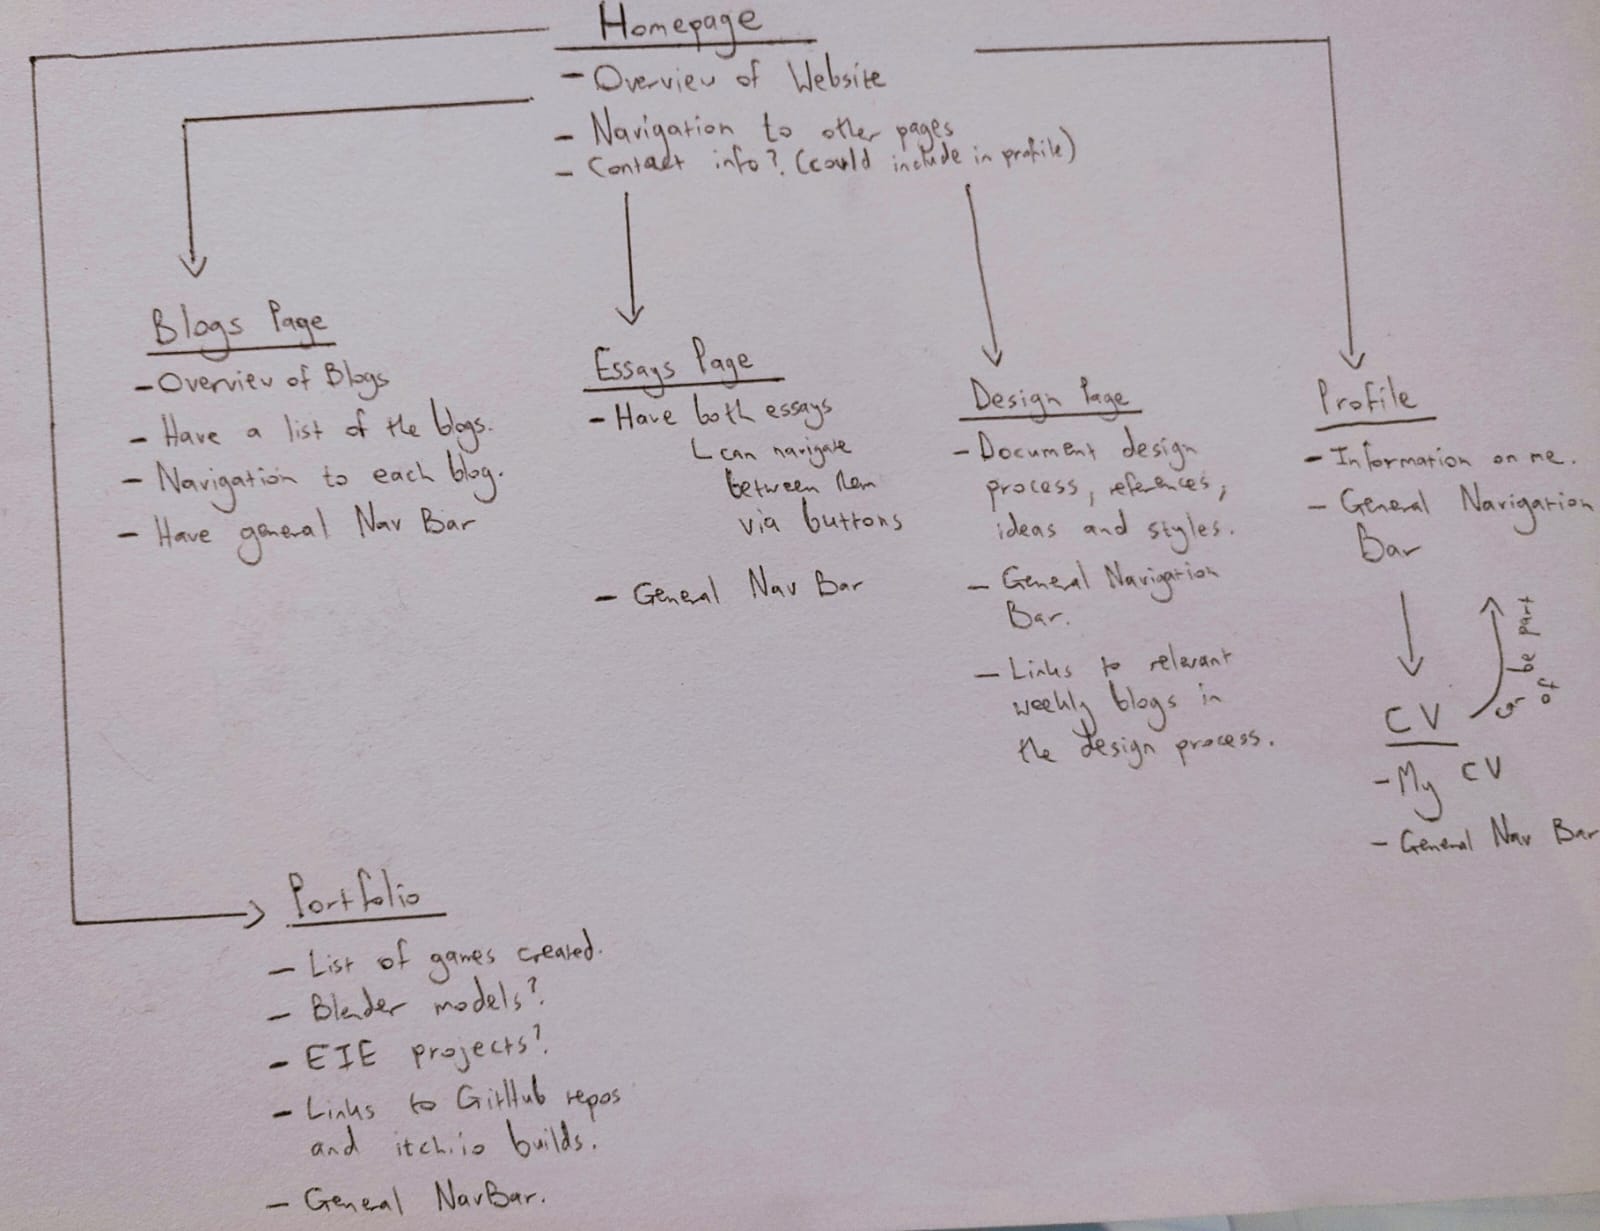 Homepage
- Overview of Website
- Navigation to other pages
- Contact info? (could include in profile)
Blogs Page
- Overview of Blogs
- Have a list of the blogs.
- Navigation to each blog.
- Have general Nav Bar
Essays Page
- Have both essays
can navigate
between them
via buttons
- General Nav Bar
Design Page
- Document design
process, references,
ideas and styles.
- General Navigation
Bar.
- Links to relevant
weekly blogs in
the design process.
Profile
- Information on me.
- General Navigation
Bar
can be part
of
CV
- My CV
- General Nav Bar
Portfolio
- List of games created.
- Blender models?
- EIE projects?
- Links to GitHub repos
and itch.io builds.
- General NavBar.